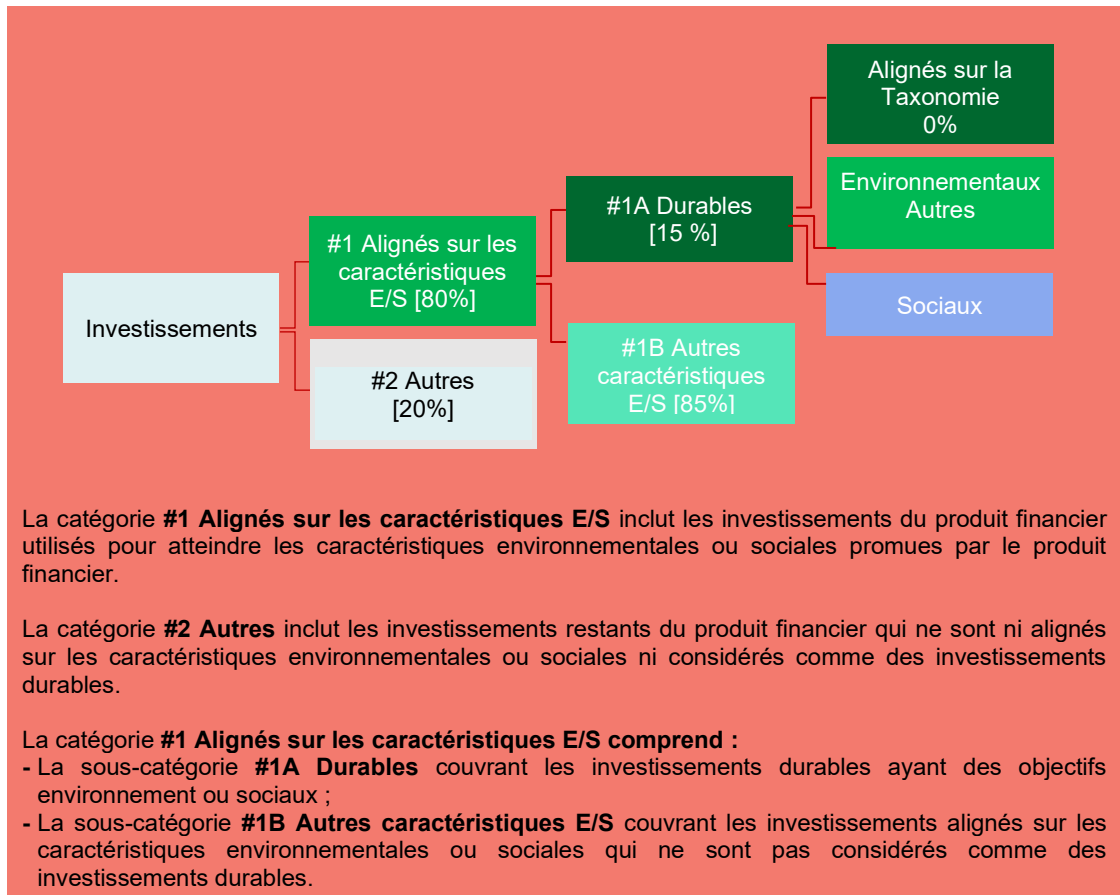 Alignés sur la
Taxonomie
0%
Environnementaux
Autres
#1A Durables
[15 %]
#1 Alignés sur les
caractéristiques
E/S [80%]
Sociaux
Investissements
#1B Autres
caractéristiques
E/S [85%]
#2 Autres
[20%]
La catégorie #1 Alignés sur les caractéristiques E/S inclut les investissements du produit financier
utilisés pour atteindre les caractéristiques environnementales ou sociales promues par le produit
financier.
La catégorie #2 Autres inclut les investissements restants du produit financier qui ne sont ni alignés
sur les caractéristiques environnementales ou sociales ni considérés comme des investissements
durables.
La catégorie #1 Alignés sur les caractéristiques E/S comprend :
- La sous-catégorie #1A Durables couvrant les investissements durables ayant des objectifs
environnement ou sociaux ;
- La sous-catégorie #1B Autres caractéristiques E/S couvrant les investissements alignés sur les
caractéristiques environnementales ou sociales qui ne sont pas considérés comme des
investissements durables.